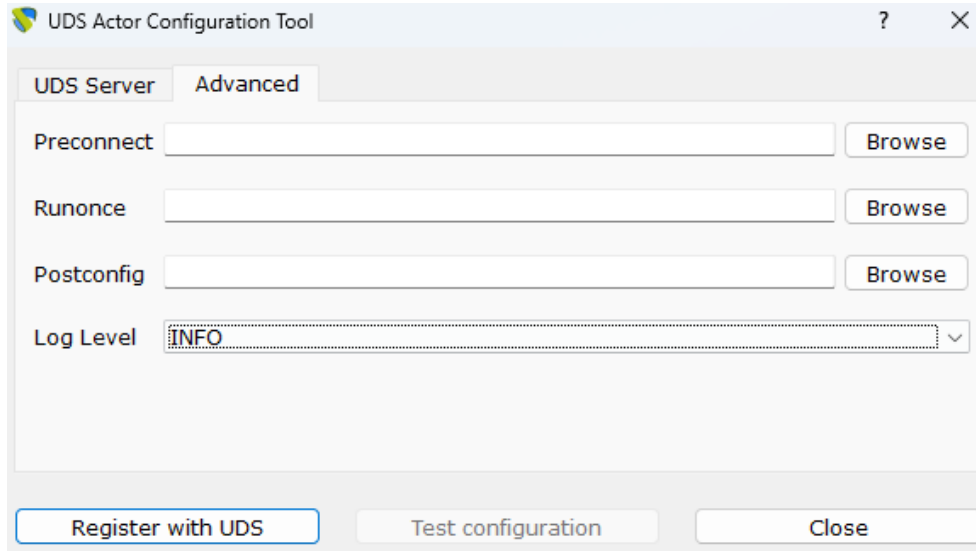 UDS Actor Configuration Tool ?
UDS Server Advanced
Preconnect Browse
Runonce Browse
Postconfig Browse
Log Level INFO
Register with UDS Test configuration Close